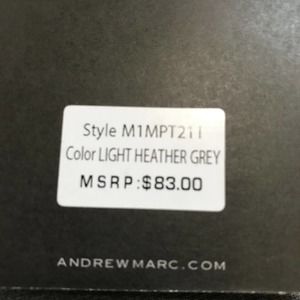 Style M1MPT211
Color LIGHT HEATHER GREY
MSRP:$83.00
ANDREWMARC.COM